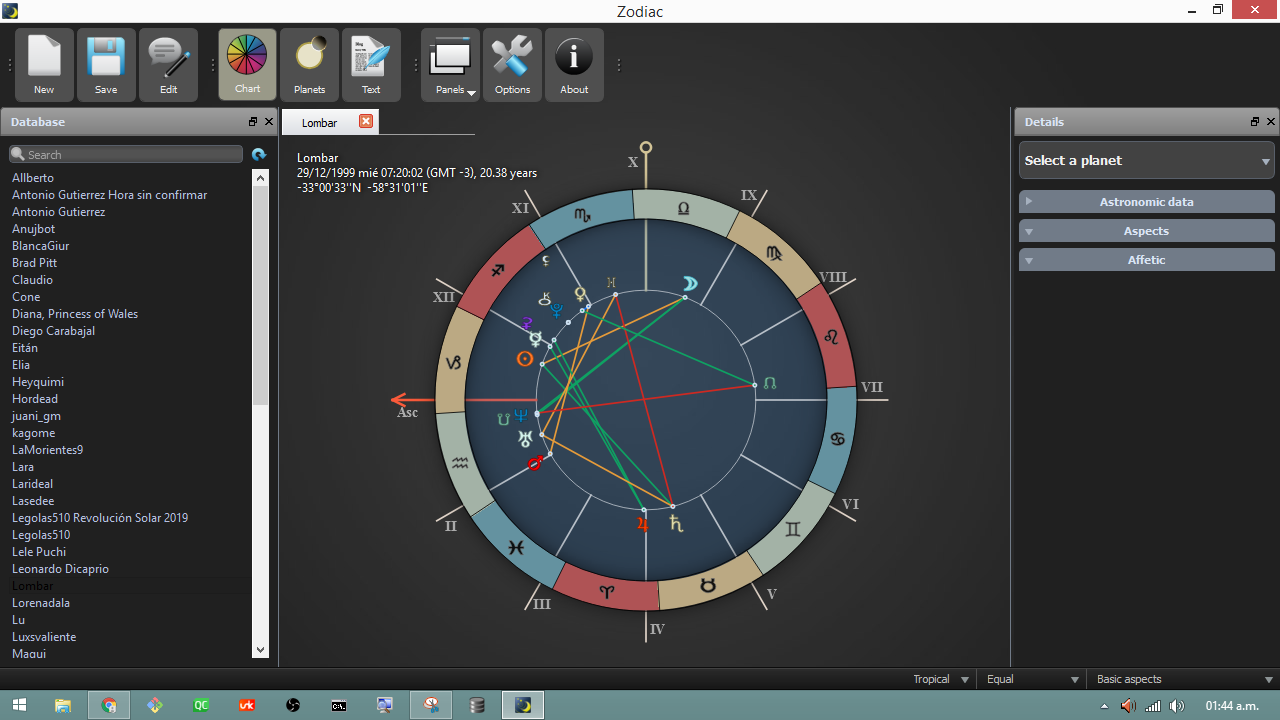 Zodiac
New
Save
Edit
Chart
Planets
Text
Panels
Options
About
Database
Search
Allberto
Antonio Gutierrez Hora sin confirmar
Antonio Gutierrez
Anujbot
BlancaGiur
Brad Pitt
Claudio
Cone
Diana, Princess of Wales
Diego Carabajal
Eitán
Elia
Heyquimi
Hordead
juani_gm
kagome
LaMorientes9
Lara
Larideal
Lasedee
Legolas510 Revolución Solar 2019
Legolas510
Lele Puchi
Leonardo Dicaprio
Lombar
Lorenadala
Lu
Luxsvaliente
Maqui
Lombar
Lombar
29/12/1999 mié 07:20:02 (GMT -3), 20.38 years
-33°00'33''N  -58°31'01''E
X
IX
XI
VIII
XII
VII
Asc
VI
II
V
III
IV
Details
Select a planet
Astronomic data
Aspects
Affetic
Tropical
Equal
Basic aspects
QC
01:44 a.m.